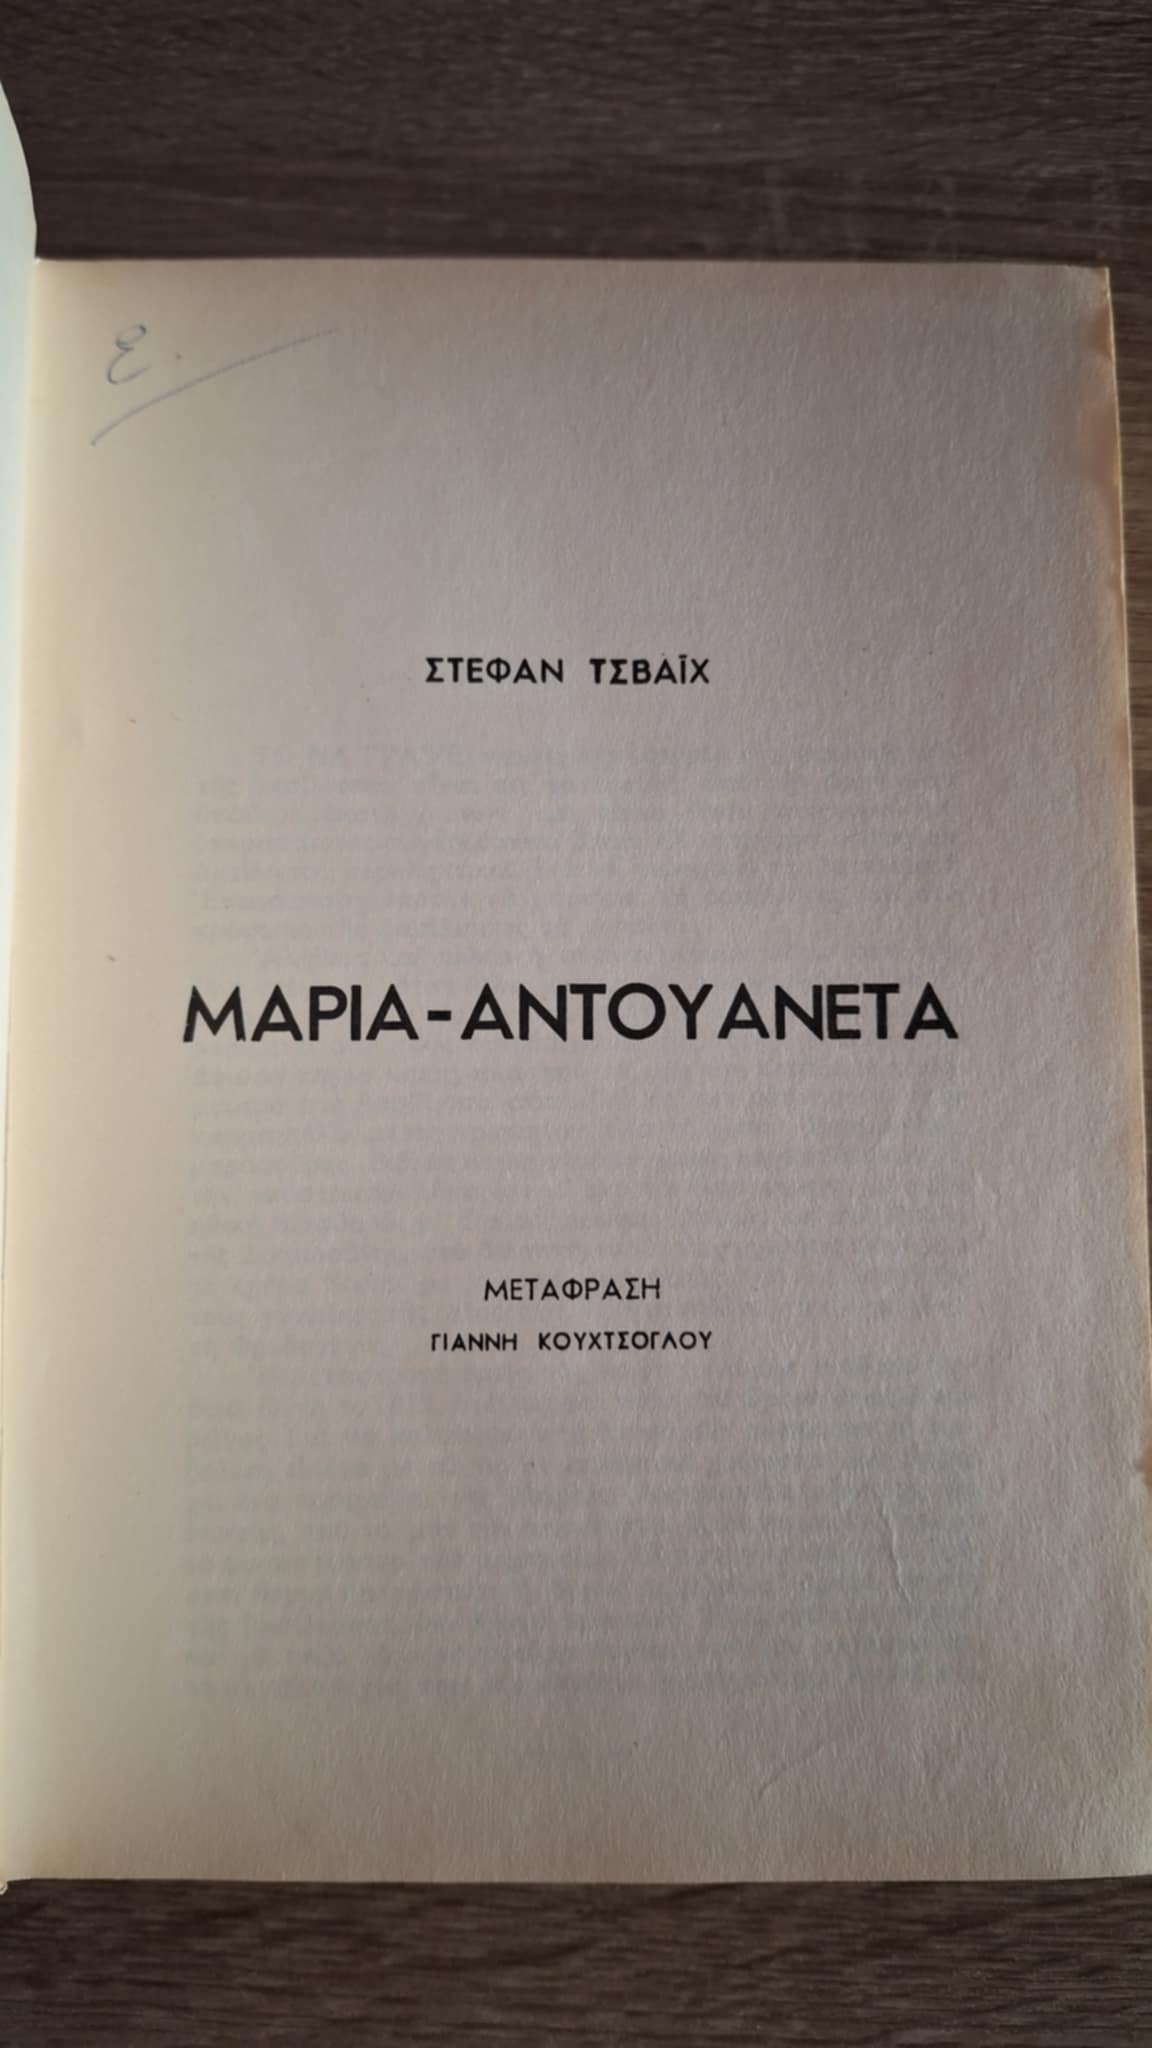 ε.
ΣΤΕΦΑΝ ΤΣΒΑΪΧ
ΜΑΡΙΑ-ΑΝΤΟΥΑΝΕΤΑ
ΜΕΤΑΦΡΑΣΗ
ΓΙΑΝΝΗ ΚΟΥΧΤΣΟΓΛΟΥ